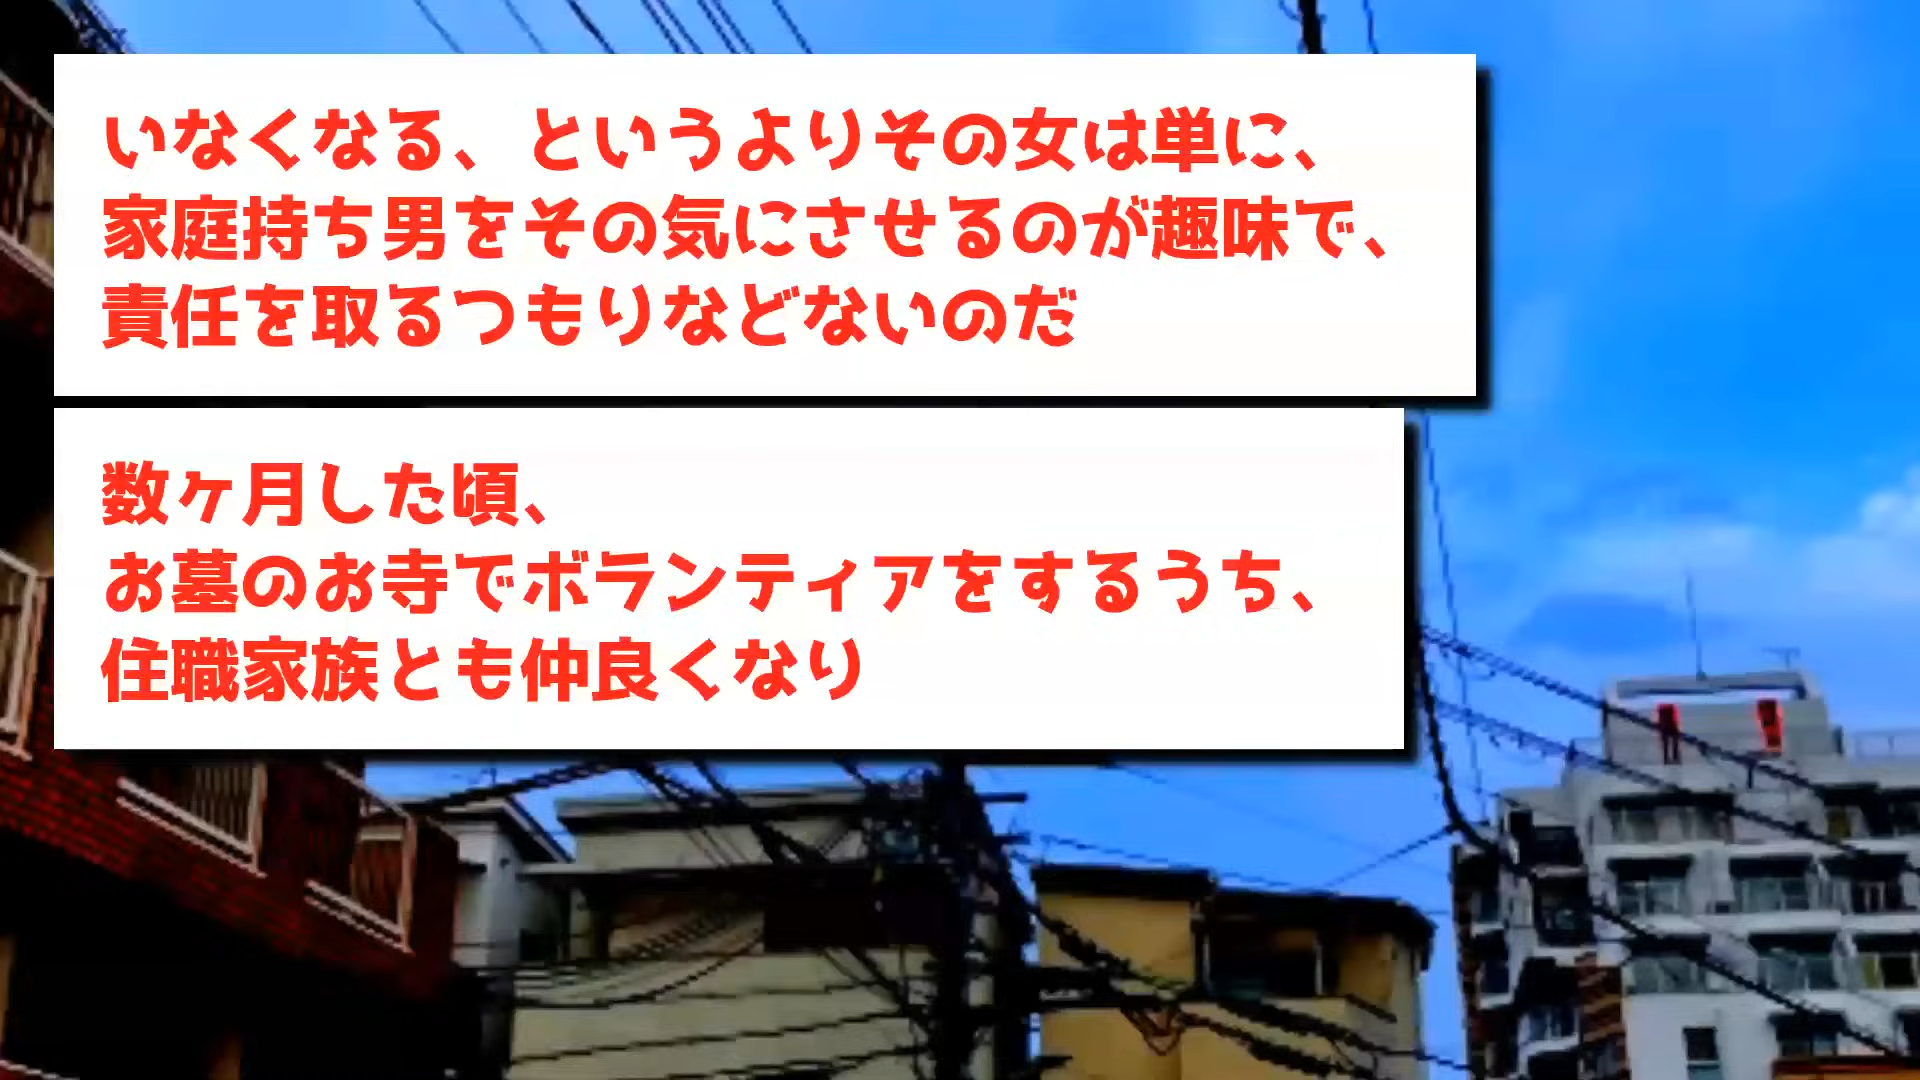 いなくなる、というよりその女は単に、
家庭持ち男をその気にさせるのが趣味で、
責任を取るつもりなどないのだ
数ヶ月した頃、
お墓のお寺でボランティアをするうち、
住職家族とも仲良くなり